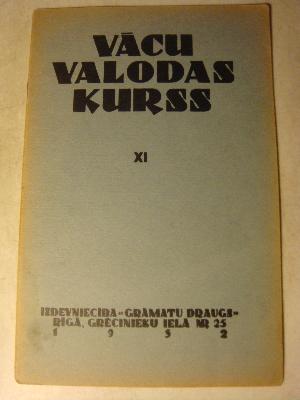 VĀCU
VALODAS
KURSS
XI
IZDEVNIECĪBA-GRĀMATU DRAUGS-
RĪGĀ, GRĒCINIEKU IELĀ NR 25
1 9 3 2